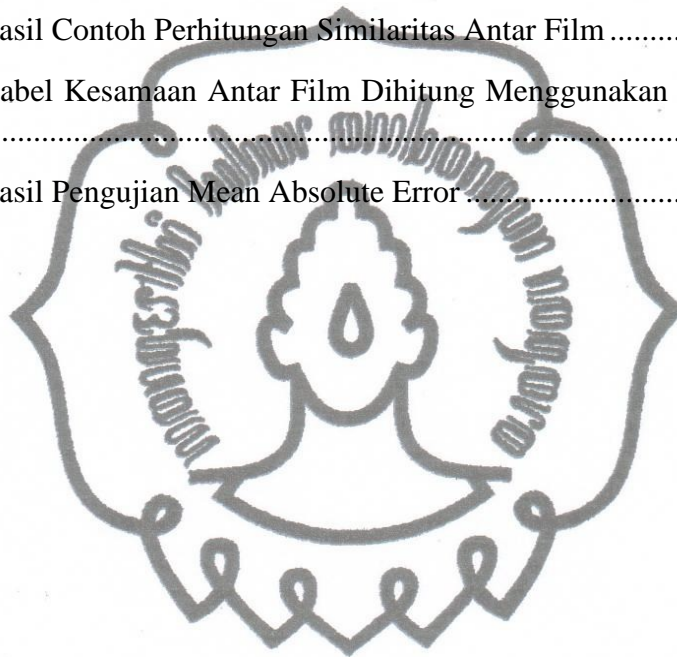 asil Contoh Perhitungan Similaritas Antar Film ..........
abel Kesamaan Antar Film Dihitung Menggunakan
................................................................................
asil Pengujian Mean Absolute Error ...........................